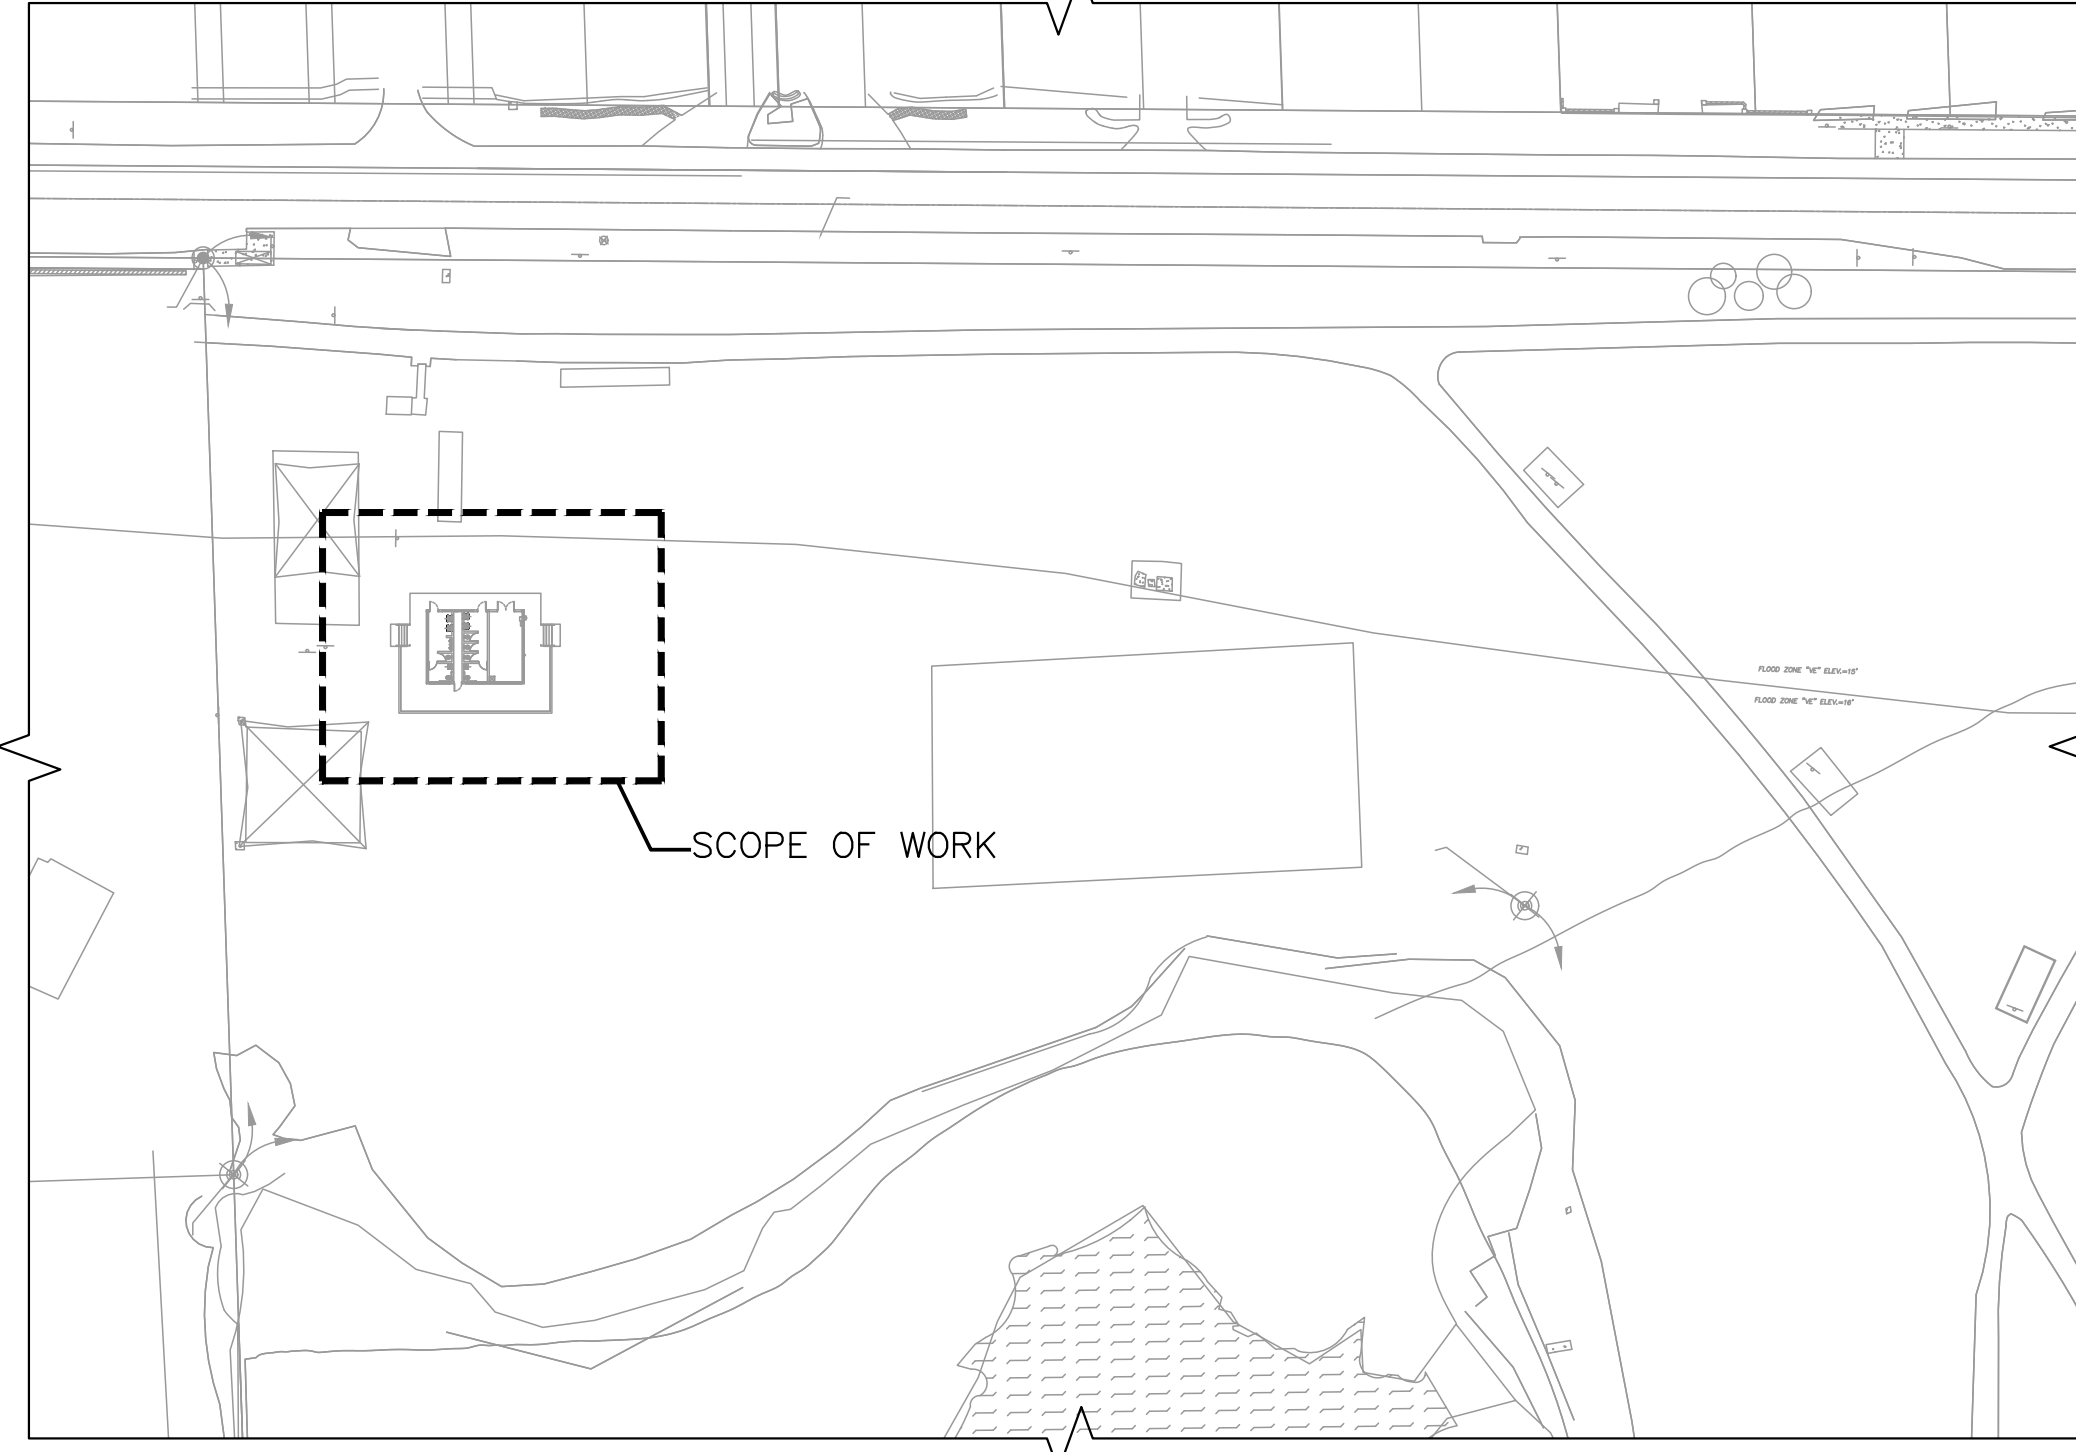 FLOOD ZONE "VE" ELEV.=15'
FLOOD ZONE "VE" ELEV.=16'
SCOPE OF WORK